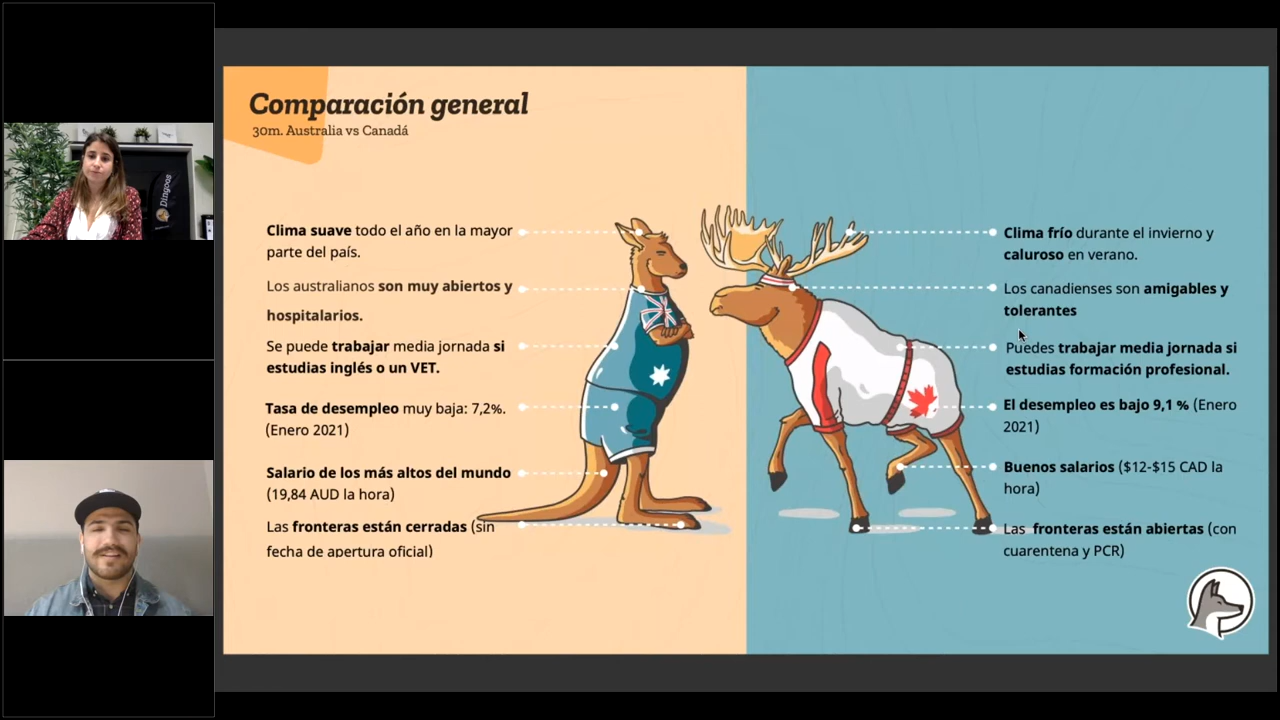 Comparación general
30m. Australia vs Canadá
Clima suave todo el año en la mayor
parte del país.
Los australianos son muy abiertos y
hospitalarios.
Se puede trabajar media jornada si
estudias inglés o un VET.
Tasa de desempleo muy baja: 7,2%.
(Enero 2021)
Salario de los más altos del mundo
(19,84 AUD la hora)
Las fronteras están cerradas (sin
fecha de apertura oficial)
Clima frío durante el invierno y
caluroso en verano.
Los canadienses son amigables y
tolerantes
Puedes trabajar media jornada si
estudias formación profesional.
El desempleo es bajo 9,1 % (Enero
2021)
Buenos salarios ($12-$15 CAD la
hora)
Las fronteras están abiertas (con
cuarentena y PCR)
Dingoos